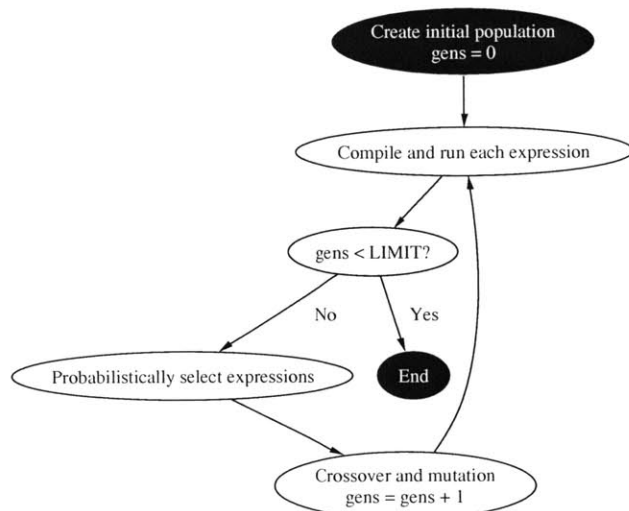 Create initial population
gens = 0
Compile and run each expression
gens < LIMIT?
No
Yes
Probabilistically select expressions
End
Crossover and mutation
gens = gens + 1